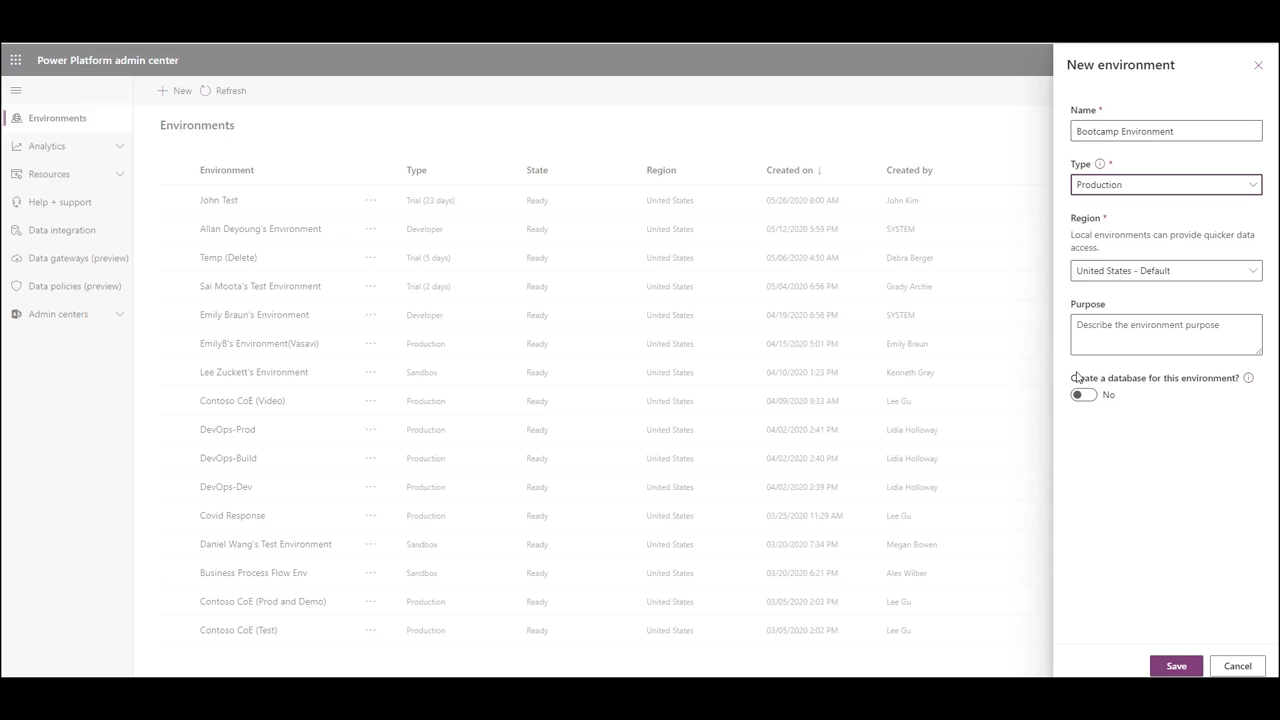 Power Platform admin center
New environment
Name *
Bootcamp Environment
Type *
Production
Region *
Local environments can provide quicker data
access.
United States - Default
Purpose
Describe the environment purpose
Create a database for this environment?
No
Save Cancel
Environments
Analytics
Resources
Help + support
Data integration
Data gateways (preview)
Data policies (preview)
Admin centers
New Refresh
Environments
Environment Type State Region Created on ↓ Created by
John Test ... Trial (23 days) Ready United States 05/26/2020 8:00 AM John Kim
Allan Deyoung's Environment ... Developer Ready United States 05/12/2020 5:59 PM SYSTEM
Temp (Delete) ... Trial (5 days) Ready United States 05/06/2020 4:50 AM Debra Berger
Sai Moota's Test Environment ... Trial (2 days) Ready United States 05/04/2020 6:56 PM Grady Archie
Emily Braun's Environment ... Developer Ready United States 04/19/2020 6:56 PM SYSTEM
EmilyB's Environment(Vasavi) ... Production Ready United States 04/15/2020 5:01 PM Emily Braun
Lee Zuckett's Environment ... Sandbox Ready United States 04/10/2020 1:23 PM Kenneth Gray
Contoso CoE (Video) ... Production Ready United States 04/09/2020 9:33 AM Lee Gu
DevOps-Prod ... Production Ready United States 04/02/2020 2:41 PM Lidia Holloway
DevOps-Build ... Production Ready United States 04/02/2020 2:40 PM Lidia Holloway
DevOps-Dev ... Production Ready United States 04/02/2020 2:39 PM Lidia Holloway
Covid Response ... Production Ready United States 03/25/2020 11:29 AM Lee Gu
Daniel Wang's Test Environment ... Sandbox Ready United States 03/20/2020 7:34 PM Megan Bowen
Business Process Flow Env ... Sandbox Ready United States 03/20/2020 6:21 PM Alex Wilber
Contoso CoE (Prod and Demo) ... Production Ready United States 03/05/2020 2:03 PM Lee Gu
Contoso CoE (Test) ... Production Ready United States 03/05/2020 2:02 PM Lee Gu